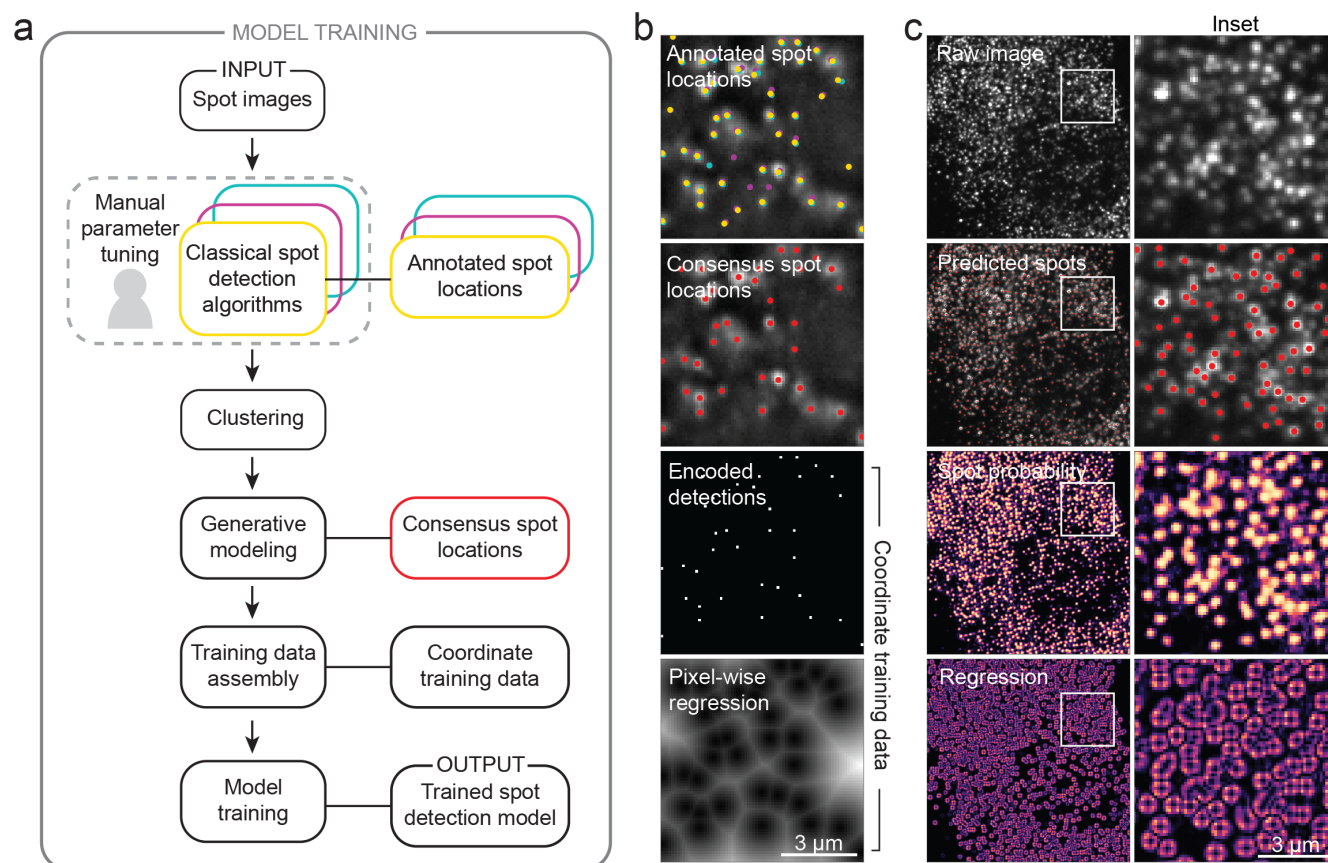 a
MODEL TRAINING
INPUT
Spot images
Manual
parameter
tuning
Classical spot
detection
algorithms
Annotated spot
locations
Clustering
Generative
modeling
Consensus spot
locations
Training data
assembly
Coordinate
training data
Model
training
OUTPUT
Trained spot
detection model
b
Annotated spot
locations
Consensus spot
locations
Encoded
detections
Pixel-wise
regression
3 µm
Coordinate training data
c
Inset
Raw image
Predicted spots
Spot probability
Regression
3 µm